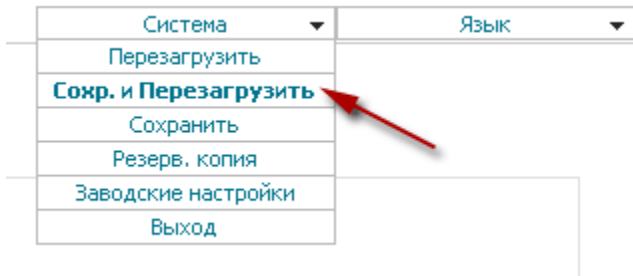 Система Язык
Перезагрузить
Сохр. и Перезагрузить
Сохранить
Резерв. копия
Заводские настройки
Выход